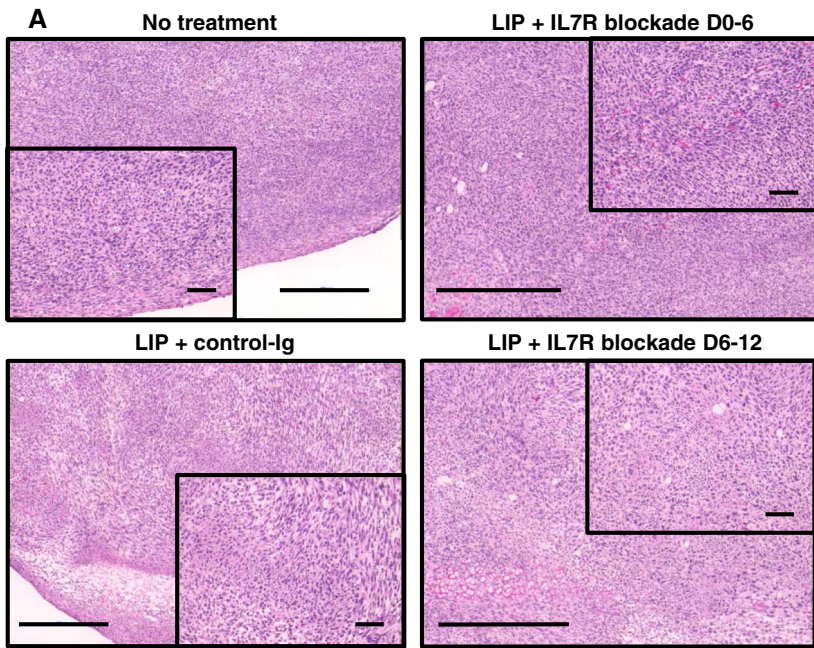 A
No treatment
LIP + IL7R blockade D0-6
LIP + control-Ig
LIP + IL7R blockade D6-12